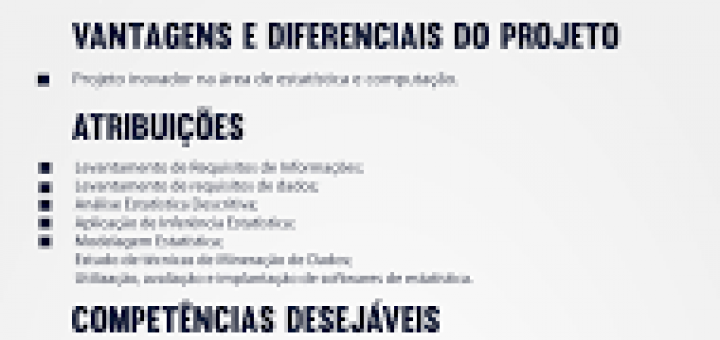 VANTAGENS E DIFERENCIAIS DO PROJETO
Projeto inovador na área de estatística e computação.
ATRIBUIÇÕES
Levantamento de Requisitos de Informações;
Levantamento de requisitos de dados;
Análise Estatística Descritiva;
Aplicação de Inferência Estatística;
Modelagem Estatística;
Estudo de técnicas de Mineração de Dados;
Utilização, avaliação e implantação de softwares de estatística.
COMPETÊNCIAS DESEJÁVEIS